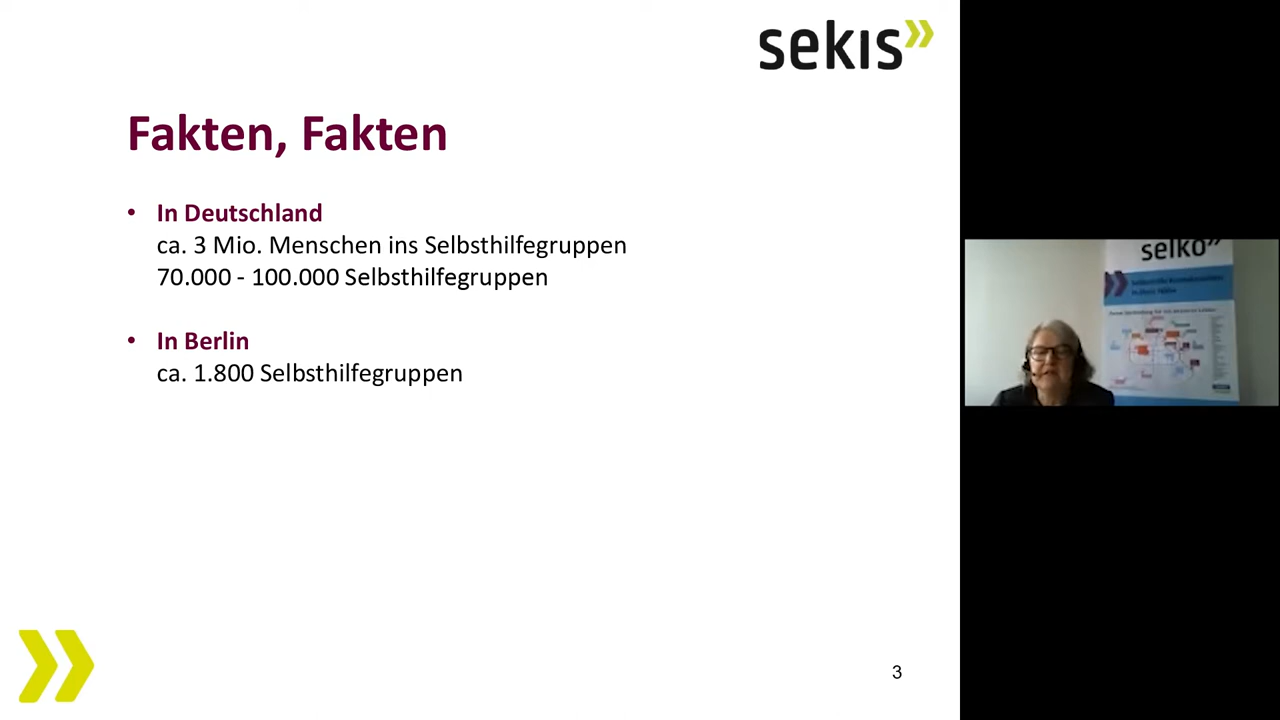 sekis
Fakten, Fakten
• In Deutschland
ca. 3 Mio. Menschen ins Selbsthilfegruppen
70.000 - 100.000 Selbsthilfegruppen
• In Berlin
ca. 1.800 Selbsthilfegruppen
3
selko